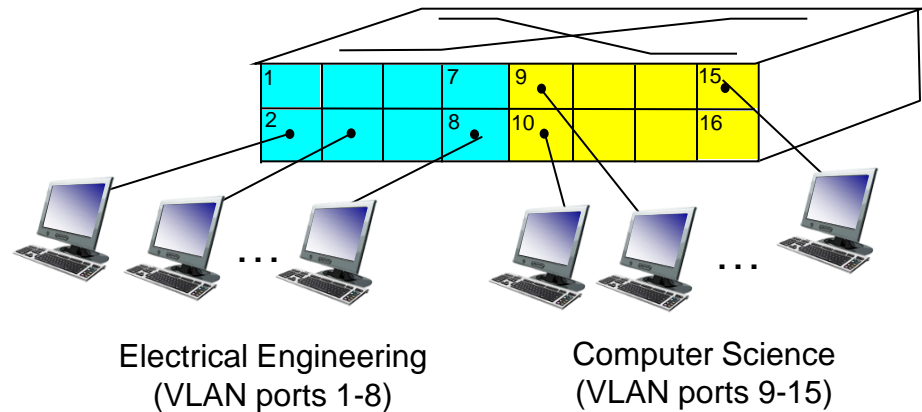 1 7 9 15
2 8 10 16
... ...
Electrical Engineering Computer Science
(VLAN ports 1-8) (VLAN ports 9-15)